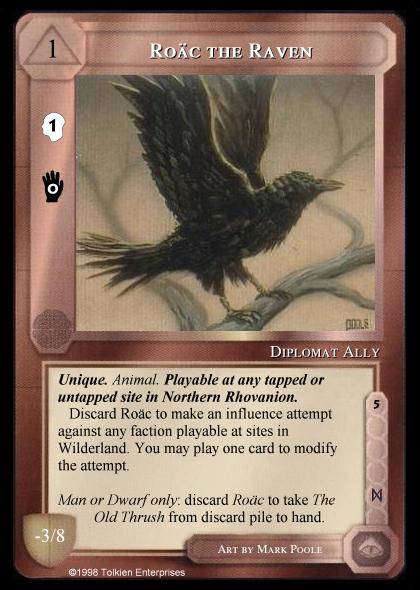 1
Roäc the Raven
1
POOLE
Diplomat Ally
Unique. Animal. Playable at any tapped or
untapped site in Northern Rhovanion.
Discard Roäc to make an influence attempt
against any faction playable at sites in
Wilderland. You may play one card to modify
the attempt.
5
Man or Dwarf only: discard Roäc to take The
Old Thrush from discard pile to hand.
-3/8
Art by Mark Poole
©1998 Tolkien Enterprises